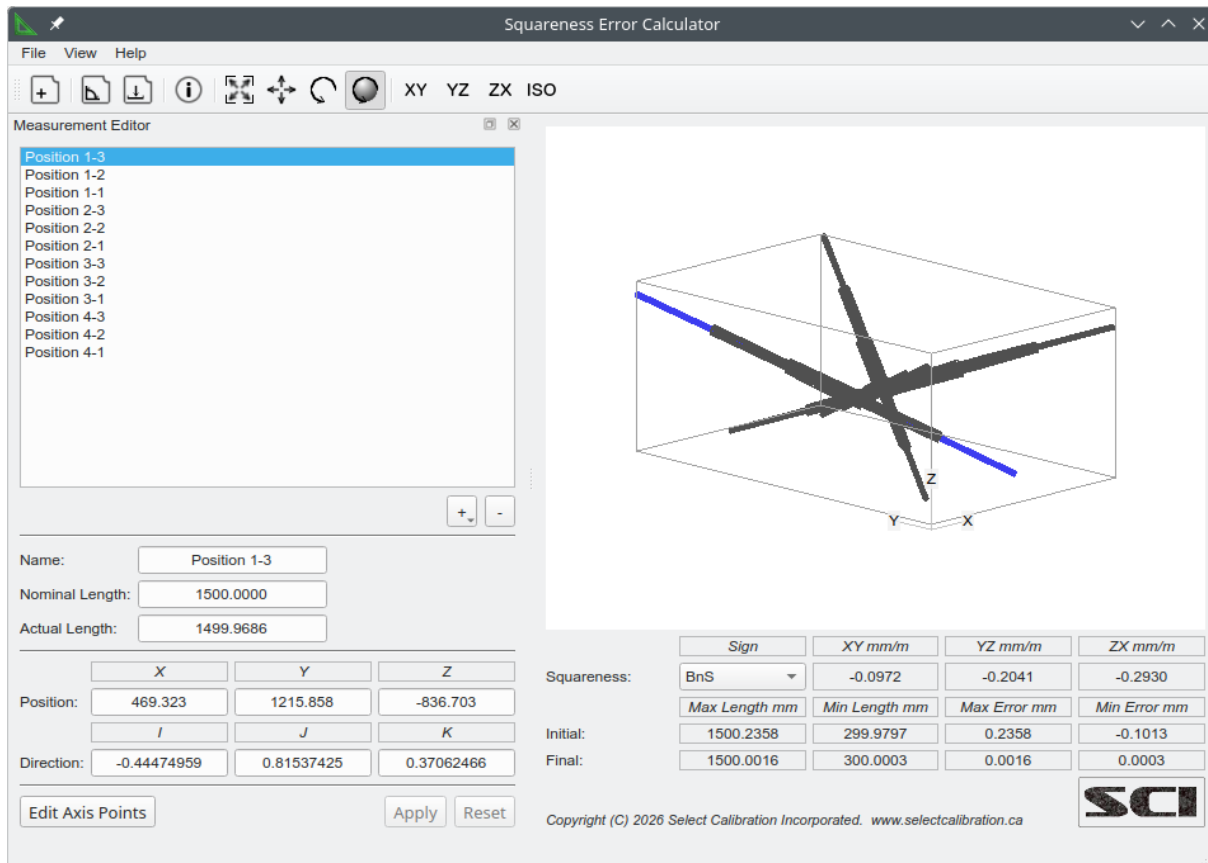 Squareness Error Calculator
File View Help
XY YZ ZX ISO
Measurement Editor
Position 1-3
Position 1-2
Position 1-1
Position 2-3
Position 2-2
Position 2-1
Position 3-3
Position 3-2
Position 3-1
Position 4-3
Position 4-2
Position 4-1
+ -
Name: Position 1-3
Nominal Length: 1500.0000
Actual Length: 1499.9686
X Y Z
Position: 469.323 1215.858 -836.703
I J K
Direction: -0.44474959 0.81537425 0.37062466
Edit Axis Points Apply Reset
Z
Y X
Sign XY mm/m YZ mm/m ZX mm/m
Squareness: BnS -0.0972 -0.2041 -0.2930
Max Length mm Min Length mm Max Error mm Min Error mm
Initial: 1500.2358 299.9797 0.2358 -0.1013
Final: 1500.0016 300.0003 0.0016 0.0003
Copyright (C) 2026 Select Calibration Incorporated. www.selectcalibration.ca
SCI